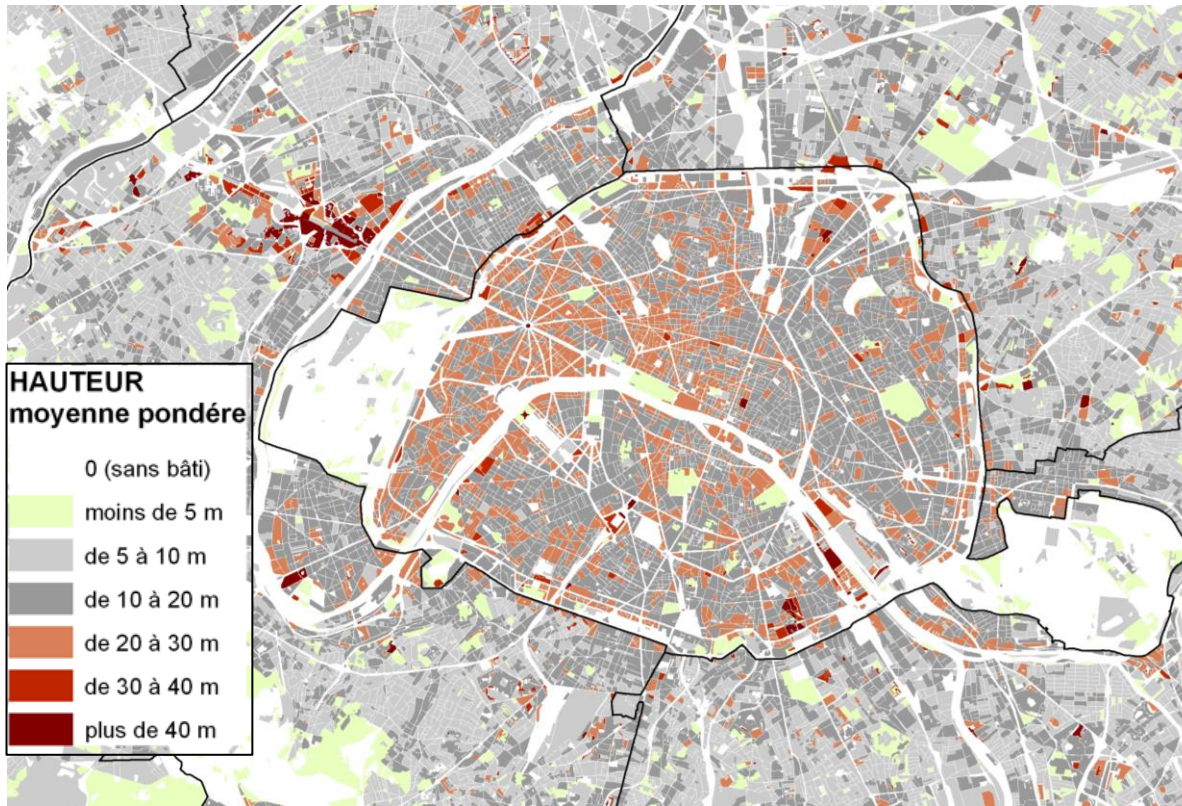 HAUTEUR
moyenne pondére
0 (sans bâti)
moins de 5 m
de 5 à 10 m
de 10 à 20 m
de 20 à 30 m
de 30 à 40 m
plus de 40 m